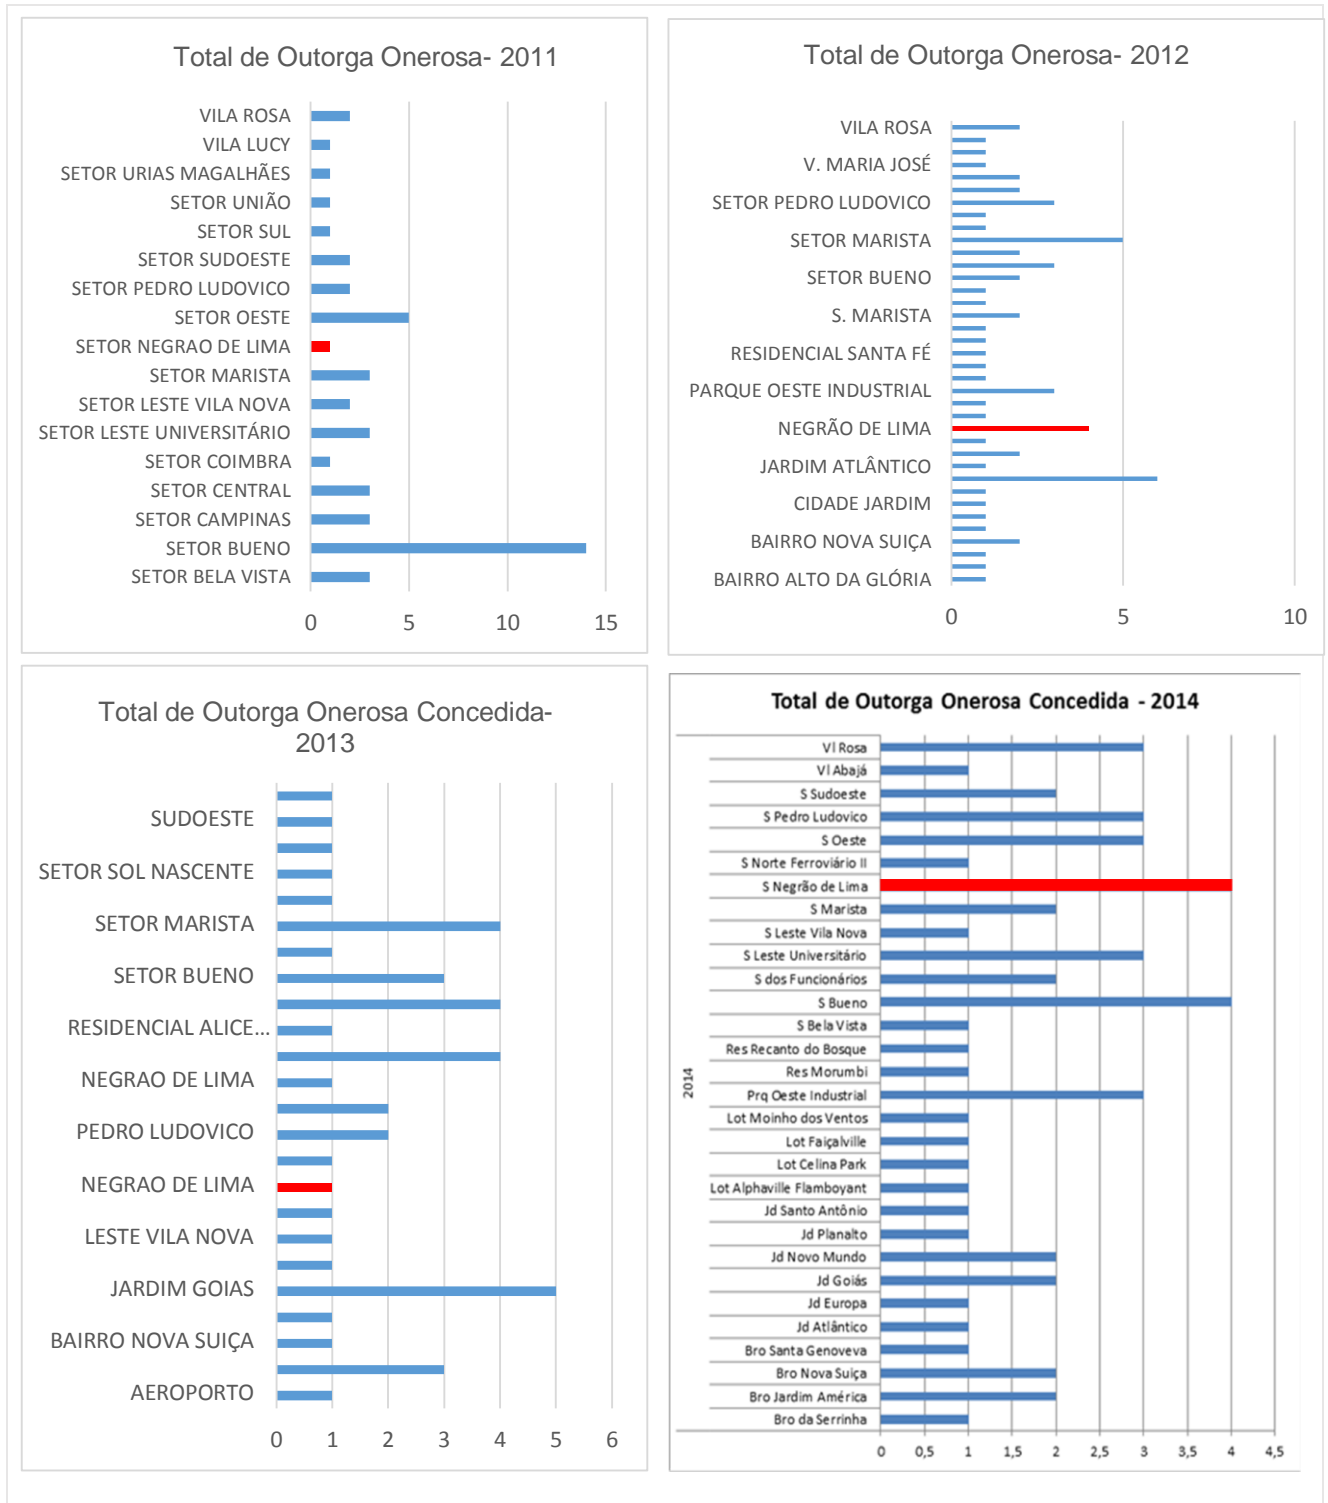 Total de Outorga Onerosa- 2011
VILA ROSA
VILA LUCY
SETOR URIAS MAGALHÃES
SETOR UNIÃO
SETOR SUL
SETOR SUDOESTE
SETOR PEDRO LUDOVICO
SETOR OESTE
SETOR NEGRAO DE LIMA
SETOR MARISTA
SETOR LESTE VILA NOVA
SETOR LESTE UNIVERSITÁRIO
SETOR COIMBRA
SETOR CENTRAL
SETOR CAMPINAS
SETOR BUENO
SETOR BELA VISTA
0 5 10 15
Total de Outorga Onerosa- 2012
VILA ROSA
V. MARIA JOSÉ
SETOR PEDRO LUDOVICO
SETOR MARISTA
SETOR BUENO
S. MARISTA
RESIDENCIAL SANTA FÉ
PARQUE OESTE INDUSTRIAL
NEGRÃO DE LIMA
JARDIM ATLÂNTICO
CIDADE JARDIM
BAIRRO NOVA SUIÇA
BAIRRO ALTO DA GLÓRIA
0 5 10
Total de Outorga Onerosa Concedida-
2013
SUDOESTE
SETOR SOL NASCENTE
SETOR MARISTA
SETOR BUENO
RESIDENCIAL ALICE...
NEGRAO DE LIMA
PEDRO LUDOVICO
NEGRAO DE LIMA
LESTE VILA NOVA
JARDIM GOIAS
BAIRRO NOVA SUIÇA
AEROPORTO
0 1 2 3 4 5 6
Total de Outorga Onerosa Concedida - 2014
Vl Rosa
Vl Abajá
S Sudoeste
S Pedro Ludovico
S Oeste
S Norte Ferroviário II
S Negrão de Lima
S Marista
S Leste Vila Nova
S Leste Universitário
S dos Funcionários
S Bueno
S Bela Vista
Res Recanto do Bosque
Res Morumbi
Prq Oeste Industrial
Lot Moinho dos Ventos
Lot Faiçalville
Lot Celina Park
Lot Alphaville Flamboyant
Jd Santo Antônio
Jd Planalto
Jd Novo Mundo
Jd Goiás
Jd Europa
Jd Atlântico
Bro Santa Genoveva
Bro Nova Suiça
Bro Jardim América
Bro da Serrinha
2014
0 0,5 1 1,5 2 2,5 3 3,5 4 4,5